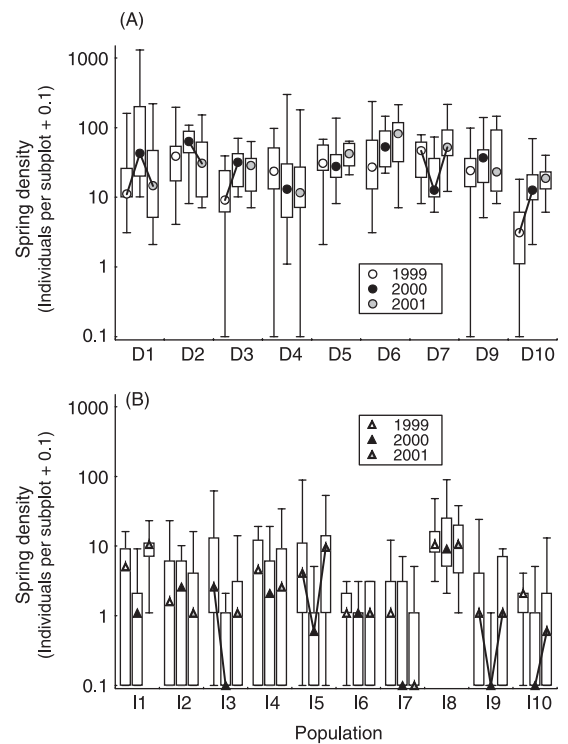 (A)
1000
100
10
1
0.1
Spring density
(Individuals per subplot + 0.1)
1999
2000
2001
D1 D2 D3 D4 D5 D6 D7 D9 D10
(B)
1000
100
10
1
0.1
Spring density
(Individuals per subplot + 0.1)
1999
2000
2001
I1 I2 I3 I4 I5 I6 I7 I8 I9 I10
Population